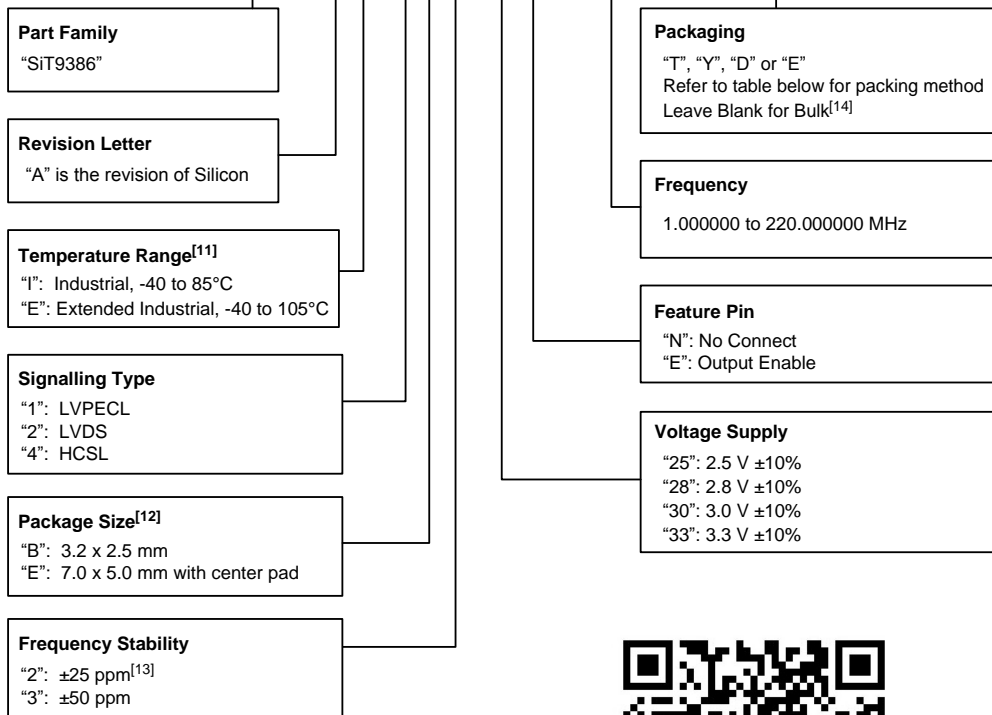 Part Family
“SiT9386”
Revision Letter
“A” is the revision of Silicon
Temperature Range[11]
“I”: Industrial, -40 to 85°C
“E”: Extended Industrial, -40 to 105°C
Signalling Type
“1”: LVPECL
“2”: LVDS
“4”: HCSL
Package Size[12]
“B”: 3.2 x 2.5 mm
“E”: 7.0 x 5.0 mm with center pad
Frequency Stability
“2”: ±25 ppm[13]
“3”: ±50 ppm
Packaging
“T”, “Y”, “D” or “E”
Refer to table below for packing method
Leave Blank for Bulk[14]
Frequency
1.000000 to 220.000000 MHz
Feature Pin
“N”: No Connect
“E”: Output Enable
Voltage Supply
“25”: 2.5 V ±10%
“28”: 2.8 V ±10%
“30”: 3.0 V ±10%
“33”: 3.3 V ±10%